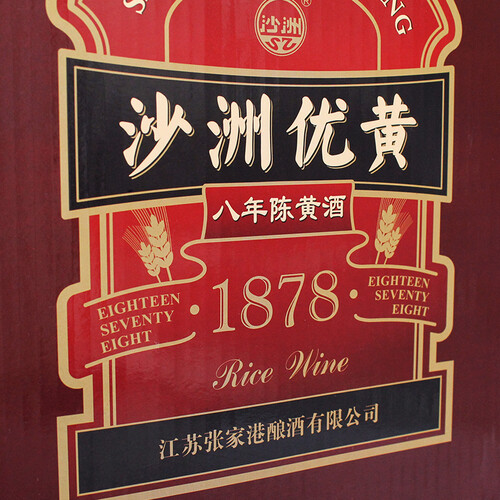 沙洲
®
沙洲优黄
八年陈黄酒
EIGHTEEN
SEVENTY
EIGHT
·1878·
EIGHTEEN
SEVENTY
EIGHT
Rice Wine
江苏张家港酿酒有限公司